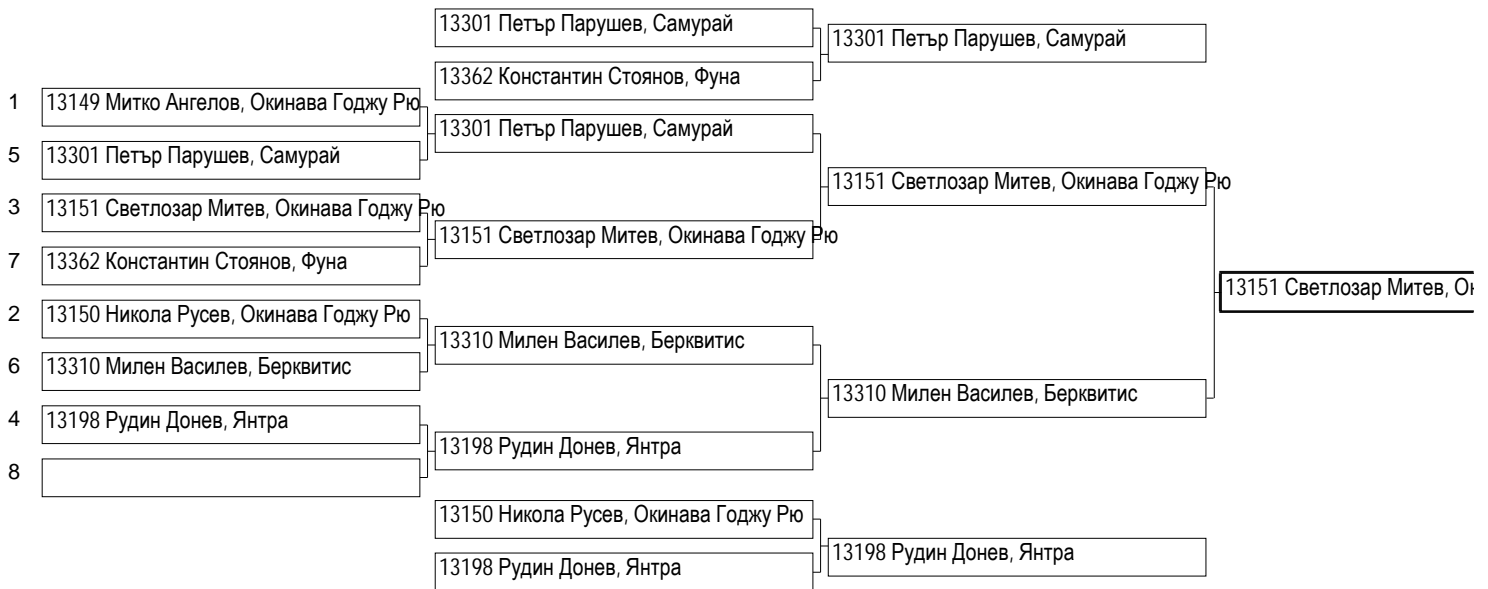 13301 Петър Парушев, Самурай
13301 Петър Парушев, Самурай
13362 Константин Стоянов, Фуна
1 13149 Митко Ангелов, Окинава Годжу Рю
13301 Петър Парушев, Самурай
5 13301 Петър Парушев, Самурай
13151 Светлозар Митев, Окинава Годжу Рю
3 13151 Светлозар Митев, Окинава Годжу Рю
13151 Светлозар Митев, Окинава Годжу Рю
7 13362 Константин Стоянов, Фуна
13151 Светлозар Митев,
2 13150 Никола Русев, Окинава Годжу Рю
13310 Милен Василев, Берквитис
6 13310 Милен Василев, Берквитис
13310 Милен Василев, Берквитис
4 13198 Рудин Донев, Янтра
13198 Рудин Донев, Янтра
8
13150 Никола Русев, Окинава Годжу Рю
13198 Рудин Донев, Янтра
13198 Рудин Донев, Янтра